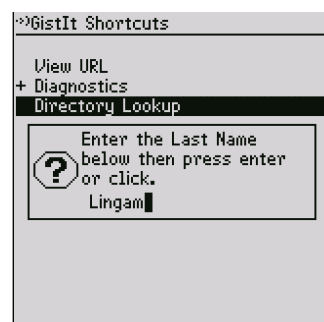 GistIt Shortcuts
View URL
+ Diagnostics
Directory Lookup
Enter the Last Name
below then press enter
or click.
Lingam